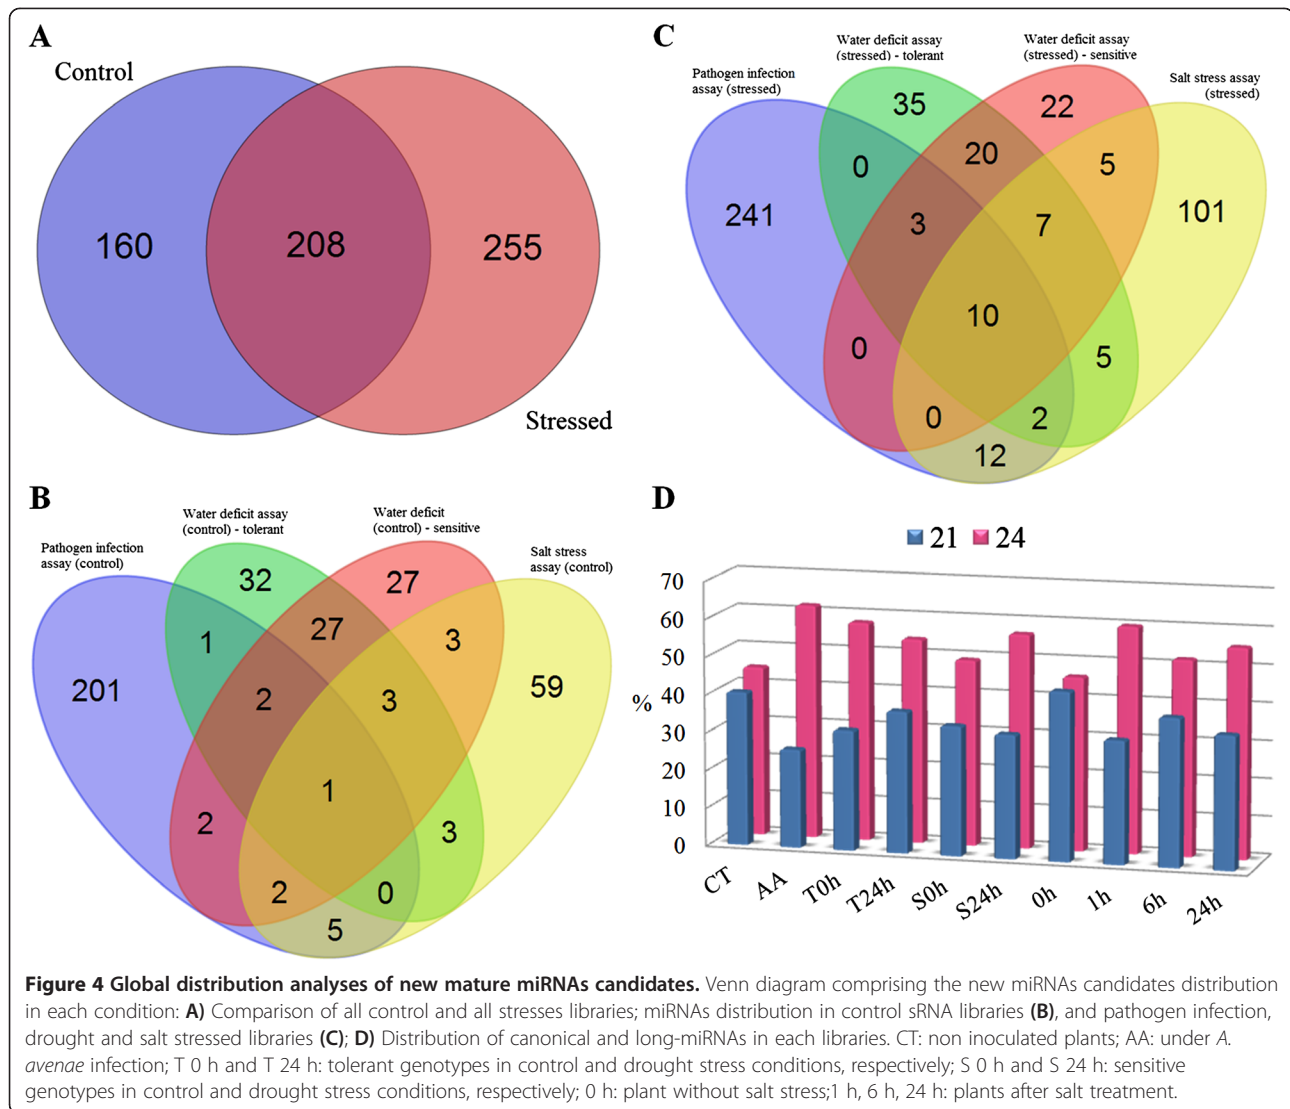 A
Control
160
208
255
Stressed
B
Pathogen infection
assay (control)
Water deficit assay
(control) - tolerant
Water deficit
(control) - sensitive
Salt stress
assay (control)
32
27
1
27
3
201
2
3
59
1
2
3
2
0
5
C
Pathogen infection
assay (stressed)
Water deficit assay
(stressed) - tolerant
Water deficit assay
(stressed) - sensitive
Salt stress assay
(stressed)
35
22
0
20
5
241
3
7
101
10
0
5
0
2
12
D
21
24
70
60
50
40
30
20
10
0
%
CT
AA
T0h
T24h
S0h
S24h
0h
1h
6h
24h
Figure 4 Global distribution analyses of new mature miRNAs candidates. Venn diagram comprising the new miRNAs candidates distribution
in each condition: A) Comparison of all control and all stresses libraries; miRNAs distribution in control sRNA libraries (B), and pathogen infection,
drought and salt stressed libraries (C); D) Distribution of canonical and long-miRNAs in each libraries. CT: non inoculated plants; AA: under A.
avenae infection; T 0 h and T 24 h: tolerant genotypes in control and drought stress conditions, respectively; S 0 h and S 24 h: sensitive
genotypes in control and drought stress conditions, respectively; 0 h: plant without salt stress;1 h, 6 h, 24 h: plants after salt treatment.